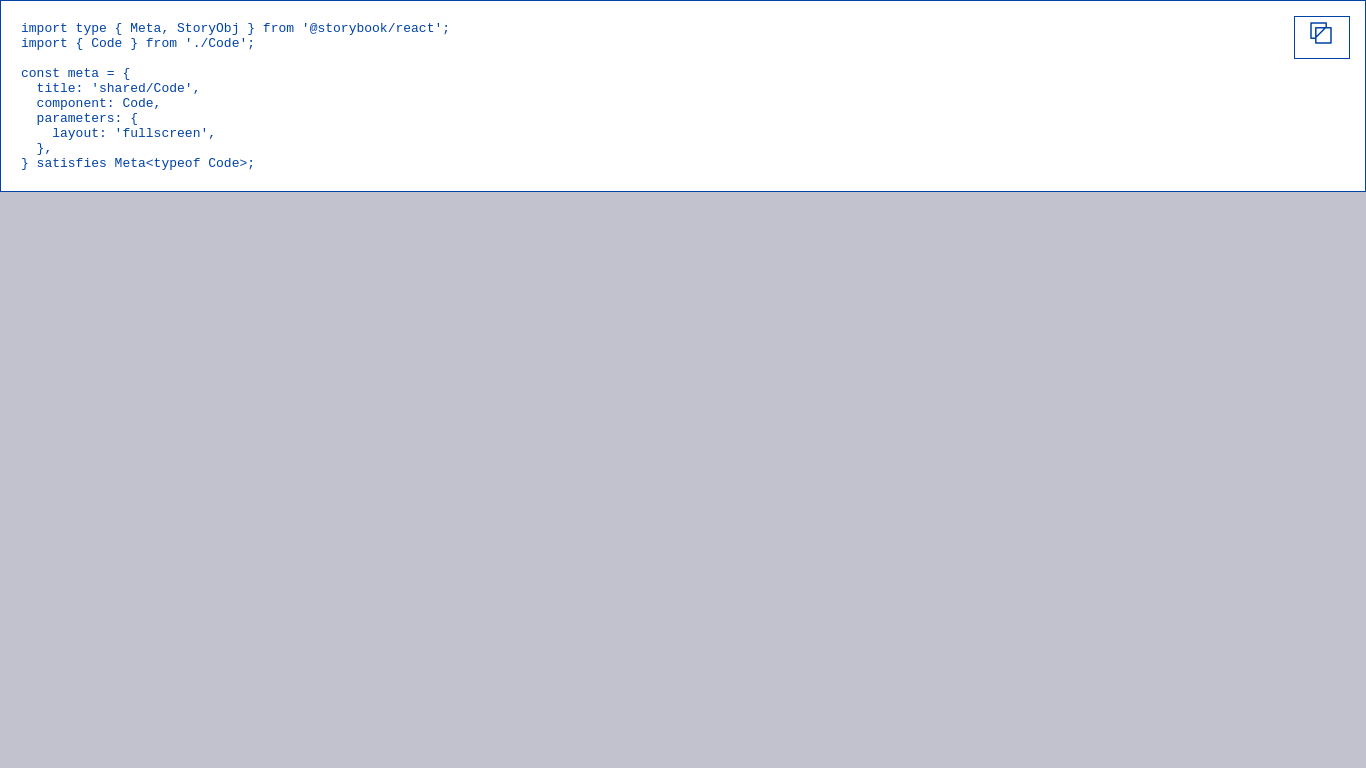 import type { Meta, StoryObj } from '@storybook/react';
import { Code } from './Code';

const meta = {
  title: 'shared/Code',
  component: Code,
  parameters: {
    layout: 'fullscreen',
  },
} satisfies Meta<typeof Code>;